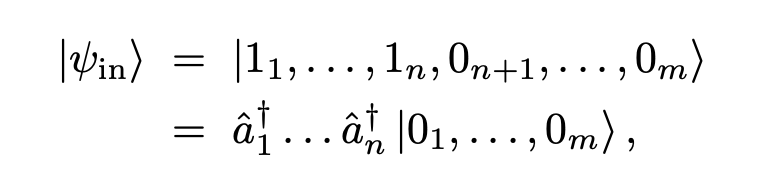 |ψ_in⟩ = |1_1, . . . , 1_n, 0_{n+1}, . . . , 0_m⟩
= â_1^† . . . â_n^† |0_1, . . . , 0_m⟩ ,